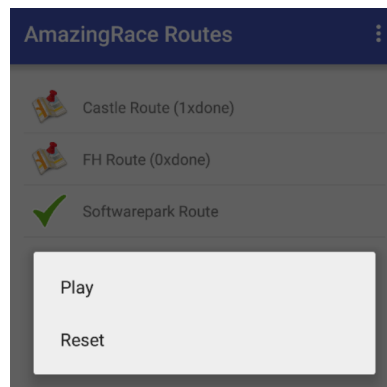 AmazingRace Routes
Castle Route (1xdone)
FH Route (0xdone)
Softwarepark Route
Play
Reset